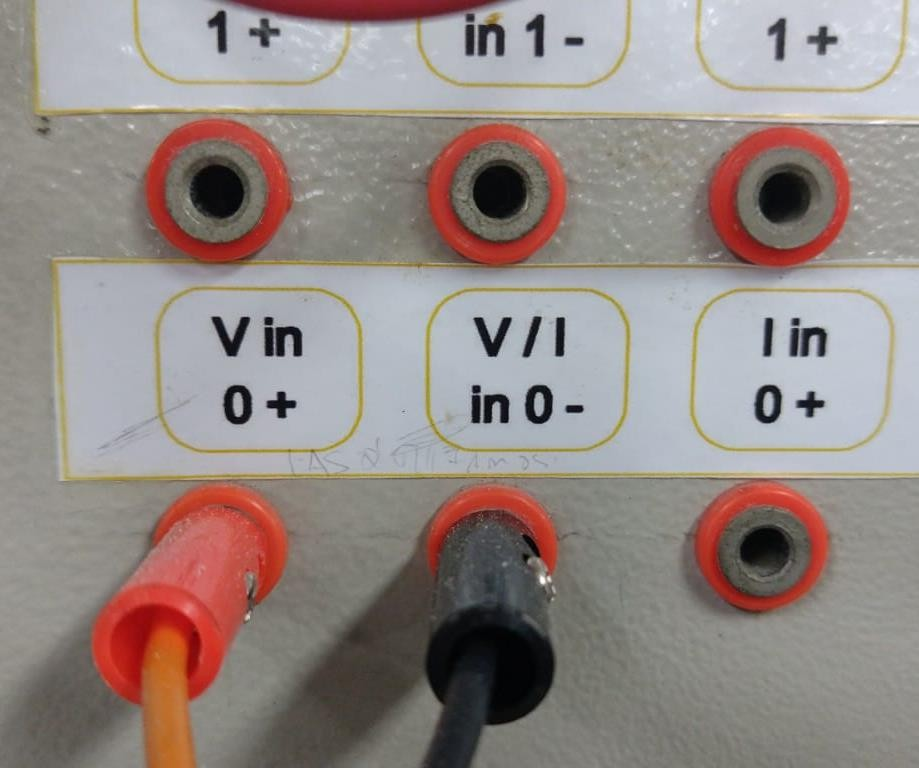 1 +
in 1 -
1 +
V in
0 +
V / I
in 0 -
I in
0 +